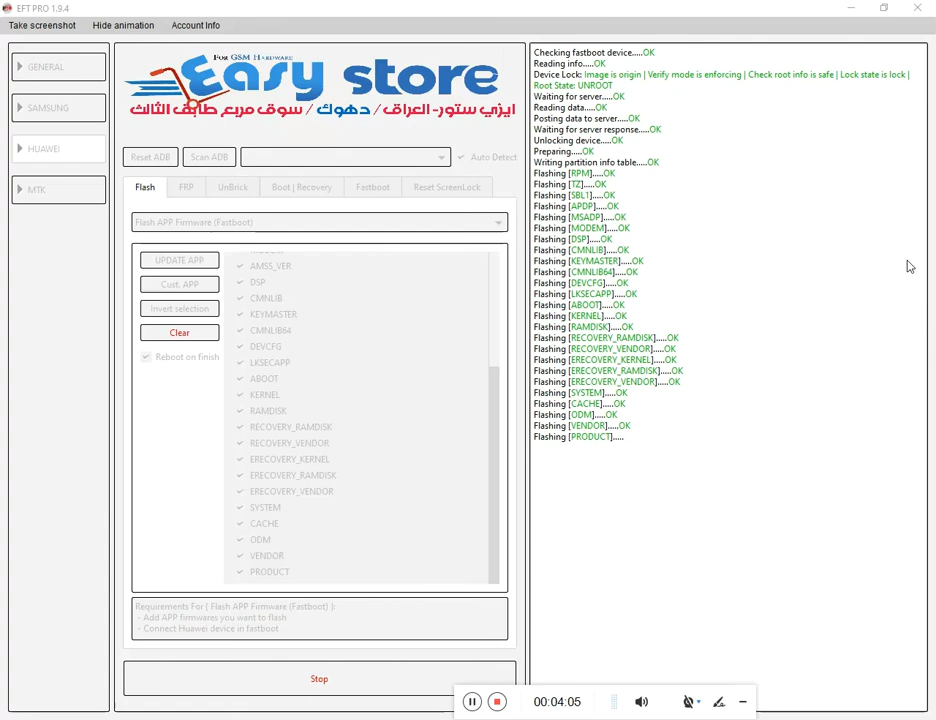 EFT PRO 1.9.4
Take screenshot Hide animation Account Info
GENERAL
SAMSUNG
HUAWEI
MTK
For GSM Hardware
Easy store
ايزي ستور- العراق / دهوك / سوق مربع طابق الثالث
Reset ADB Scan ADB Auto Detect
Flash FRP UnBrick Boot | Recovery Fastboot Reset ScreenLock
Flash APP Firmware (Fastboot)
UPDATE APP
Cust. APP
Invert selection
Clear
Reboot on finish
AMSS_VER
DSP
CMNLIB
KEYMASTER
CMNLIB64
DEVCFG
LKSECAPP
ABOOT
KERNEL
RAMDISK
RECOVERY_RAMDISK
RECOVERY_VENDOR
ERECOVERY_KERNEL
ERECOVERY_RAMDISK
ERECOVERY_VENDOR
SYSTEM
CACHE
ODM
VENDOR
PRODUCT
Requirements For [ Flash APP Firmware (Fastboot) ]:
- Add APP firmwares you want to flash
- Connect Huawei device in fastboot
Stop
Checking fastboot device.....OK
Reading info.....OK
Device Lock: Image is origin | Verify mode is enforcing | Check root info is safe | Lock state is lock |
Root State: UNROOT
Waiting for server.....OK
Reading data.....OK
Posting data to server.....OK
Waiting for server response.....OK
Unlocking device.....OK
Preparing.....OK
Writing partition info table.....OK
Flashing [RPM].....OK
Flashing [TZ].....OK
Flashing [SBL1].....OK
Flashing [APDP].....OK
Flashing [MSADP].....OK
Flashing [MODEM].....OK
Flashing [DSP].....OK
Flashing [CMNLIB].....OK
Flashing [KEYMASTER].....OK
Flashing [CMNLIB64].....OK
Flashing [DEVCFG].....OK
Flashing [LKSECAPP].....OK
Flashing [ABOOT].....OK
Flashing [KERNEL].....OK
Flashing [RAMDISK].....OK
Flashing [RECOVERY_RAMDISK].....OK
Flashing [RECOVERY_VENDOR].....OK
Flashing [ERECOVERY_KERNEL].....OK
Flashing [ERECOVERY_RAMDISK].....OK
Flashing [ERECOVERY_VENDOR].....OK
Flashing [SYSTEM].....OK
Flashing [CACHE].....OK
Flashing [ODM].....OK
Flashing [VENDOR].....OK
Flashing [PRODUCT].....
00:04:05